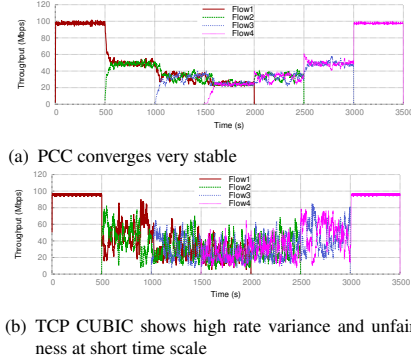 120
100
80
60
40
20
0
Throughput (Mbps)
Flow1
Flow2
Flow3
Flow4
0 500 1000 1500 2000 2500 3000 3500
Time (s)
(a) PCC converges very stable
120
100
80
60
40
20
0
Throughput (Mbps)
Flow1
Flow2
Flow3
Flow4
0 500 1000 1500 2000 2500 3000 3500
Time (s)
(b) TCP CUBIC shows high rate variance and unfair-
ness at short time scale